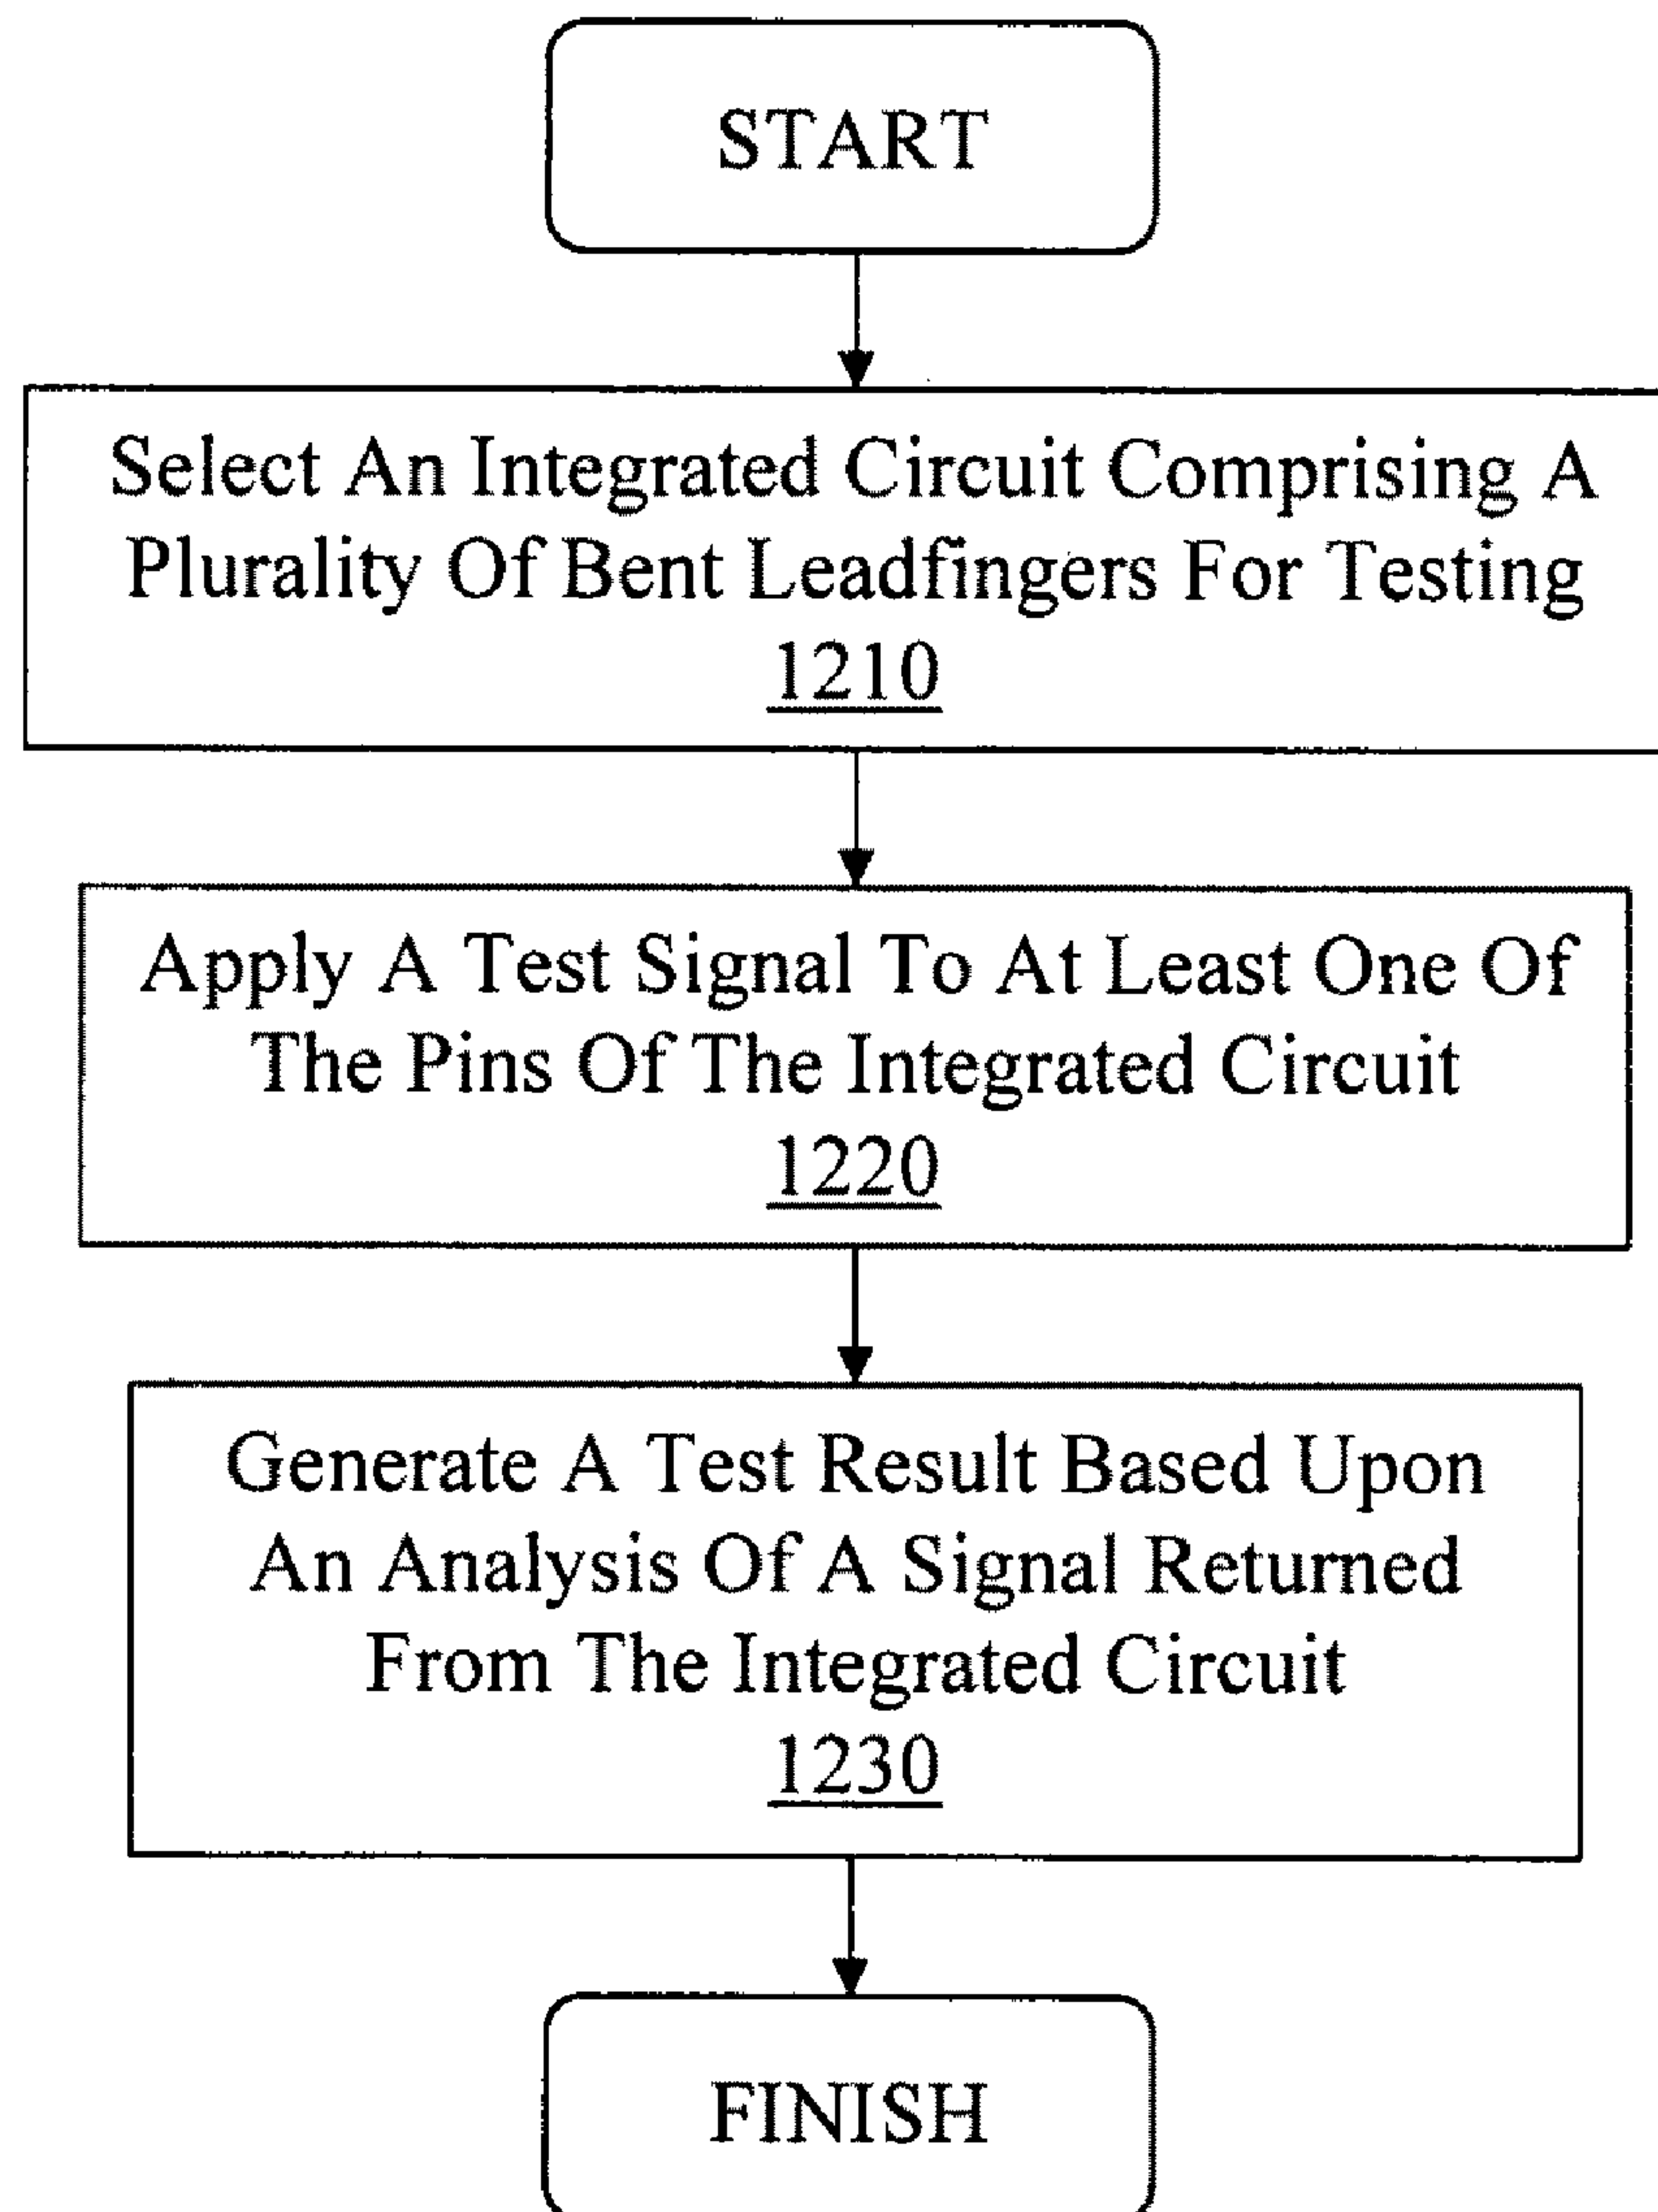 START
Select An Integrated Circuit Comprising A
Plurality Of Bent Leadfingers For Testing
1210
Apply A Test Signal To At Least One Of
The Pins Of The Integrated Circuit
1220
Generate A Test Result Based Upon
An Analysis Of A Signal Returned
From The Integrated Circuit
1230
FINISH